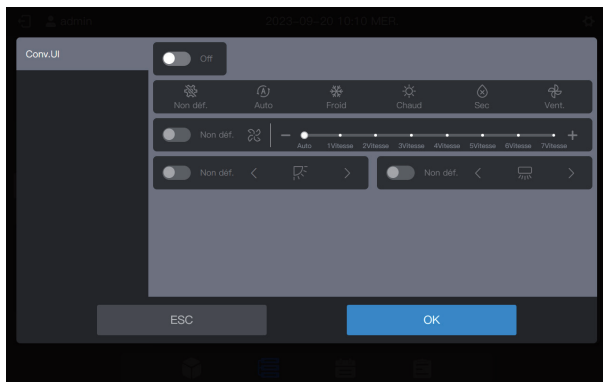 admin 2023-09-20 10:10 MER.
Conv.UI
Off
Non déf. Auto Froid Chaud Sec Vent.
Non déf.
Auto 1Vitesse 2Vitesse 3Vitesse 4Vitesse 5Vitesse 6Vitesse 7Vitesse
Non déf. Non déf.
ESC OK